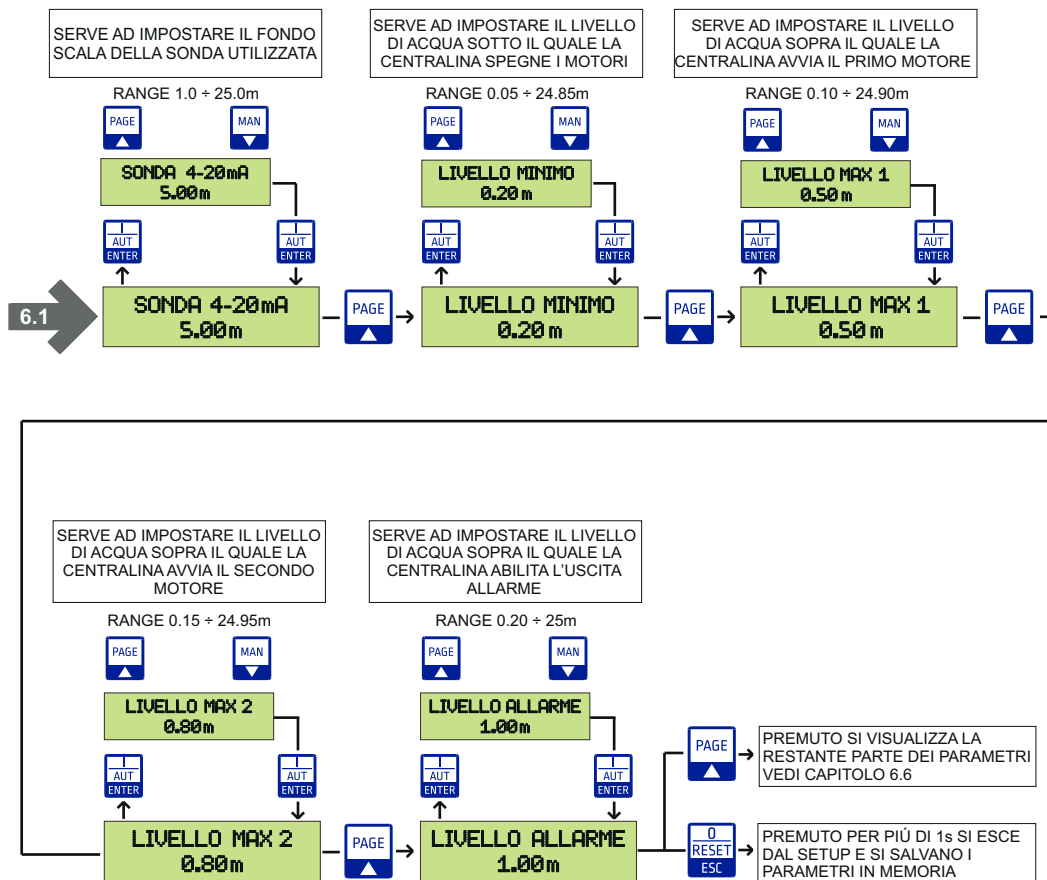 SERVE AD IMPOSTARE IL FONDO
SCALA DELLA SONDA UTILIZZATA
RANGE 1.0 ÷ 25.0m
PAGE
MAN
SONDA 4-20mA
5.00 m
I
AUT
ENTER
I
AUT
ENTER
6.1
SONDA 4-20mA
5.00 m
PAGE
SERVE AD IMPOSTARE IL LIVELLO
DI ACQUA SOTTO IL QUALE LA
CENTRALINA SPEGNE I MOTORI
RANGE 0.05 ÷ 24.85m
PAGE
MAN
LIVELLO MINIMO
0.20 m
I
AUT
ENTER
I
AUT
ENTER
LIVELLO MINIMO
0.20 m
PAGE
SERVE AD IMPOSTARE IL LIVELLO
DI ACQUA SOPRA IL QUALE LA
CENTRALINA AVVIA IL PRIMO MOTORE
RANGE 0.10 ÷ 24.90m
PAGE
MAN
LIVELLO MAX 1
0.50 m
I
AUT
ENTER
I
AUT
ENTER
LIVELLO MAX 1
0.50 m
PAGE
SERVE AD IMPOSTARE IL LIVELLO
DI ACQUA SOPRA IL QUALE LA
CENTRALINA AVVIA IL SECONDO
MOTORE
RANGE 0.15 ÷ 24.95m
PAGE
MAN
LIVELLO MAX 2
0.80 m
I
AUT
ENTER
I
AUT
ENTER
LIVELLO MAX 2
0.80 m
PAGE
SERVE AD IMPOSTARE IL LIVELLO
DI ACQUA SOPRA IL QUALE LA
CENTRALINA ABILITA L'USCITA
ALLARME
RANGE 0.20 ÷ 25m
PAGE
MAN
LIVELLO ALLARME
1.00 m
I
AUT
ENTER
I
AUT
ENTER
LIVELLO ALLARME
1.00 m
PAGE
PREMUTO SI VISUALIZZA LA
RESTANTE PARTE DEI PARAMETRI
VEDI CAPITOLO 6.6
0
RESET
ESC
PREMUTO PER PIÚ DI 1s SI ESCE
DAL SETUP E SI SALVANO I
PARAMETRI IN MEMORIA